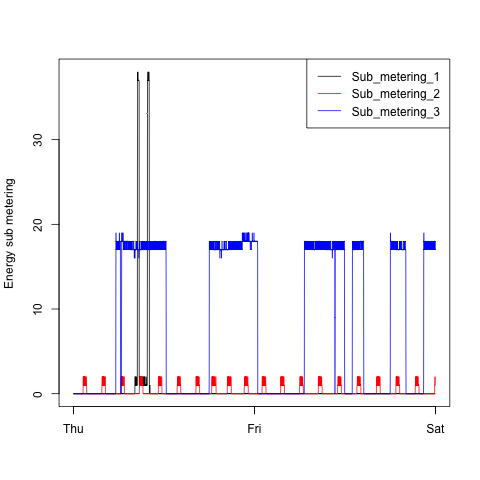 Sub_metering_1
Sub_metering_2
Sub_metering_3
Energy sub metering
30
20
10
0
Thu Fri Sat